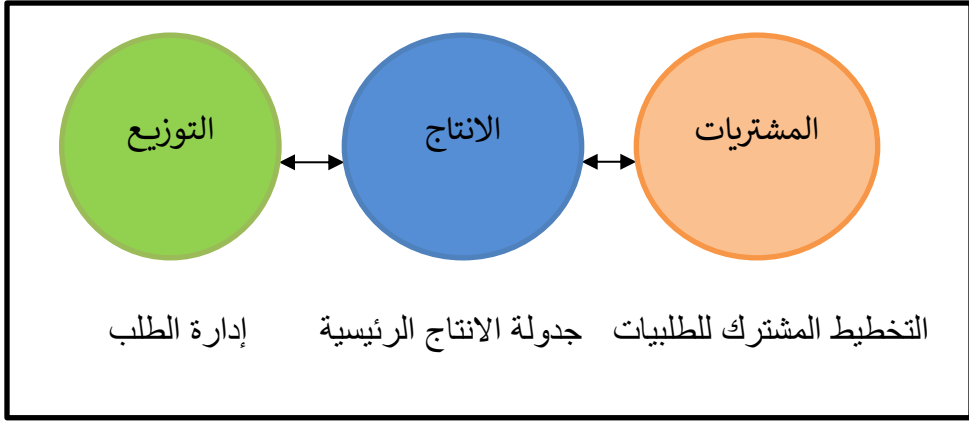 المشتريات
الانتاج
التوزيع
التخطيط المشترك للطلبيات
جدولة الانتاج الرئيسية
إدارة الطلب